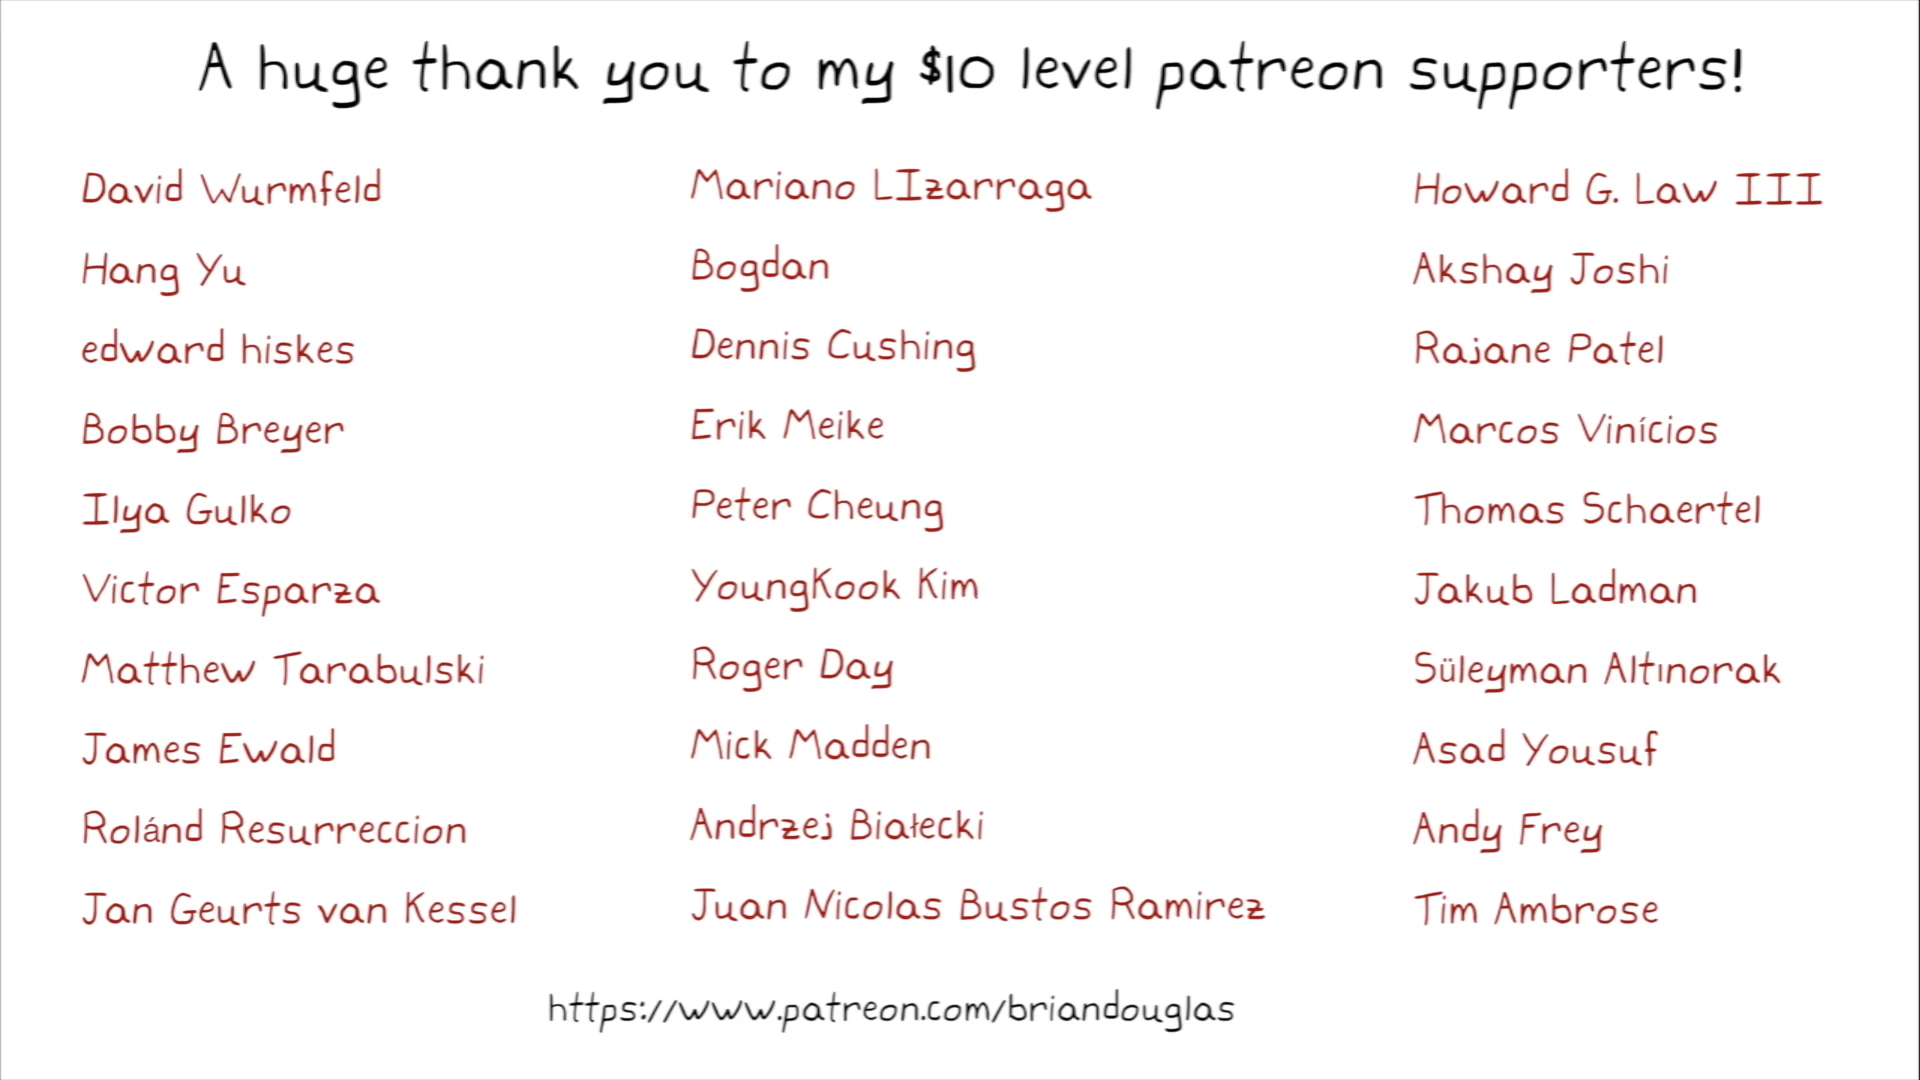 A huge thank you to my $10 level patreon supporters!
David Wurmfeld
Hang Yu
edward hiskes
Bobby Breyer
Ilya Gulko
Victor Esparza
Matthew Tarabulski
James Ewald
Rolánd Resurreccion
Jan Geurts van Kessel
Mariano LIzarraga
Bogdan
Dennis Cushing
Erik Meike
Peter Cheung
YoungKook Kim
Roger Day
Mick Madden
Andrzej Białecki
Juan Nicolas Bustos Ramirez
Howard G. Law III
Akshay Joshi
Rajane Patel
Marcos Vinícios
Thomas Schaertel
Jakub Ladman
Süleyman Altınorak
Asad Yousuf
Andy Frey
Tim Ambrose
https://www.patreon.com/briandouglas